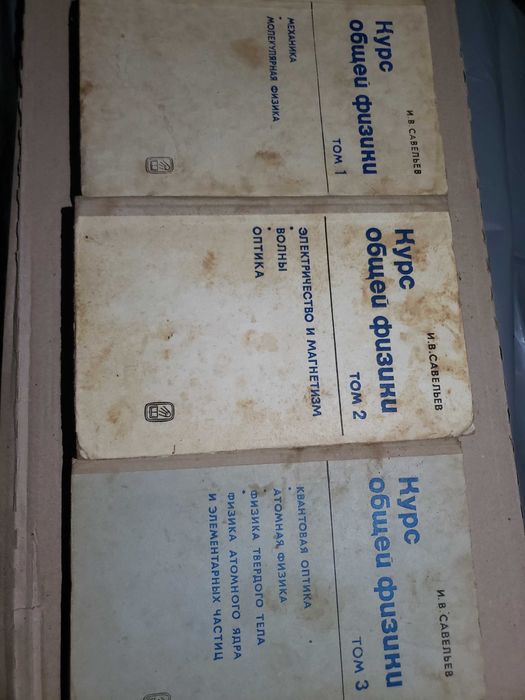 И. В. САВЕЛЬЕВ
Курс
общей физики
ТОМ 1
• МЕХАНИКА
• МОЛЕКУЛЯРНАЯ ФИЗИКА
И. В. САВЕЛЬЕВ
Курс
общей физики
ТОМ 2
• ЭЛЕКТРИЧЕСТВО И МАГНЕТИЗМ
• ВОЛНЫ
• ОПТИКА
И. В. САВЕЛЬЕВ
Курс
общей физики
ТОМ 3
• КВАНТОВАЯ ОПТИКА
• АТОМНАЯ ФИЗИКА
• ФИЗИКА ТВЕРДОГО ТЕЛА
• ФИЗИКА АТОМНОГО ЯДРА
И ЭЛЕМЕНТАРНЫХ ЧАСТИЦ